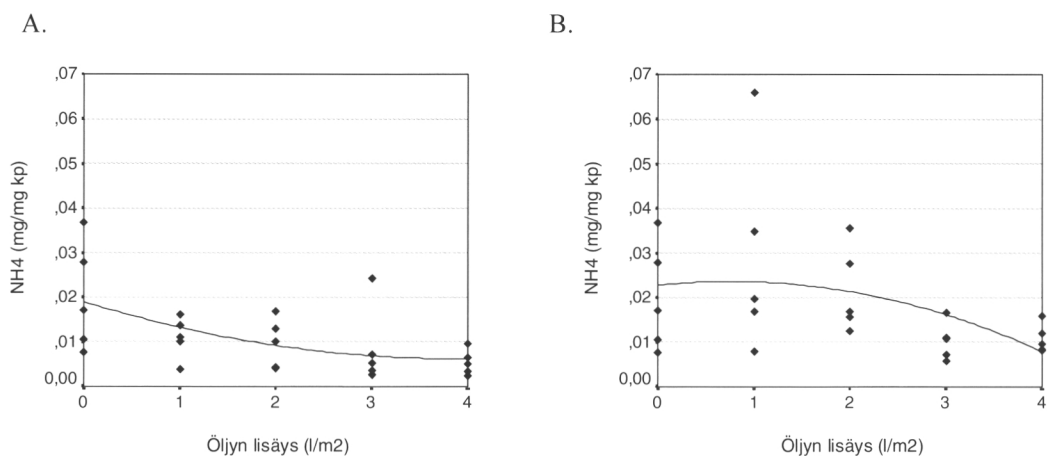 A.
,07
,06
,05
,04
,03
,02
,01
0,00
NH4 (mg/mg kp)
0 1 2 3 4
Öljyn lisäys (l/m2)
B.
,07
,06
,05
,04
,03
,02
,01
0,00
NH4 (mg/mg kp)
0 1 2 3 4
Öljyn lisäys (l/m2)